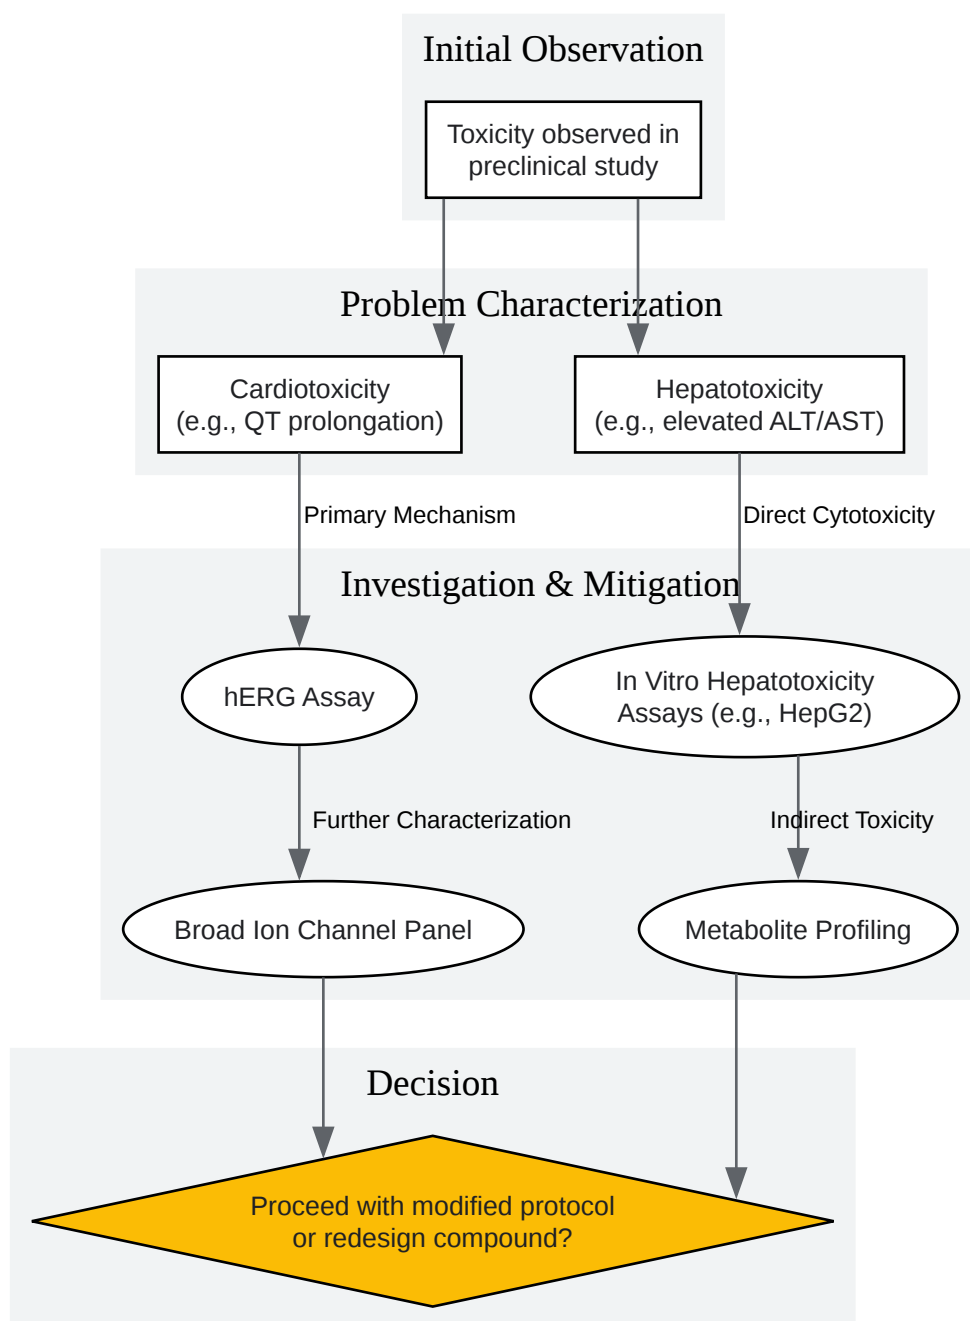 Initial Observation
Toxicity observed in
preclinical study
Problem Characterization
Cardiotoxicity
(e.g., QT prolongation)
Hepatotoxicity
(e.g., elevated ALT/AST)
Primary Mechanism
Direct Cytotoxicity
Investigation & Mitigation
hERG Assay
In Vitro Hepatotoxicity
Assays (e.g., HepG2)
Further Characterization
Indirect Toxicity
Broad Ion Channel Panel
Metabolite Profiling
Decision
Proceed with modified protocol
or redesign compound?